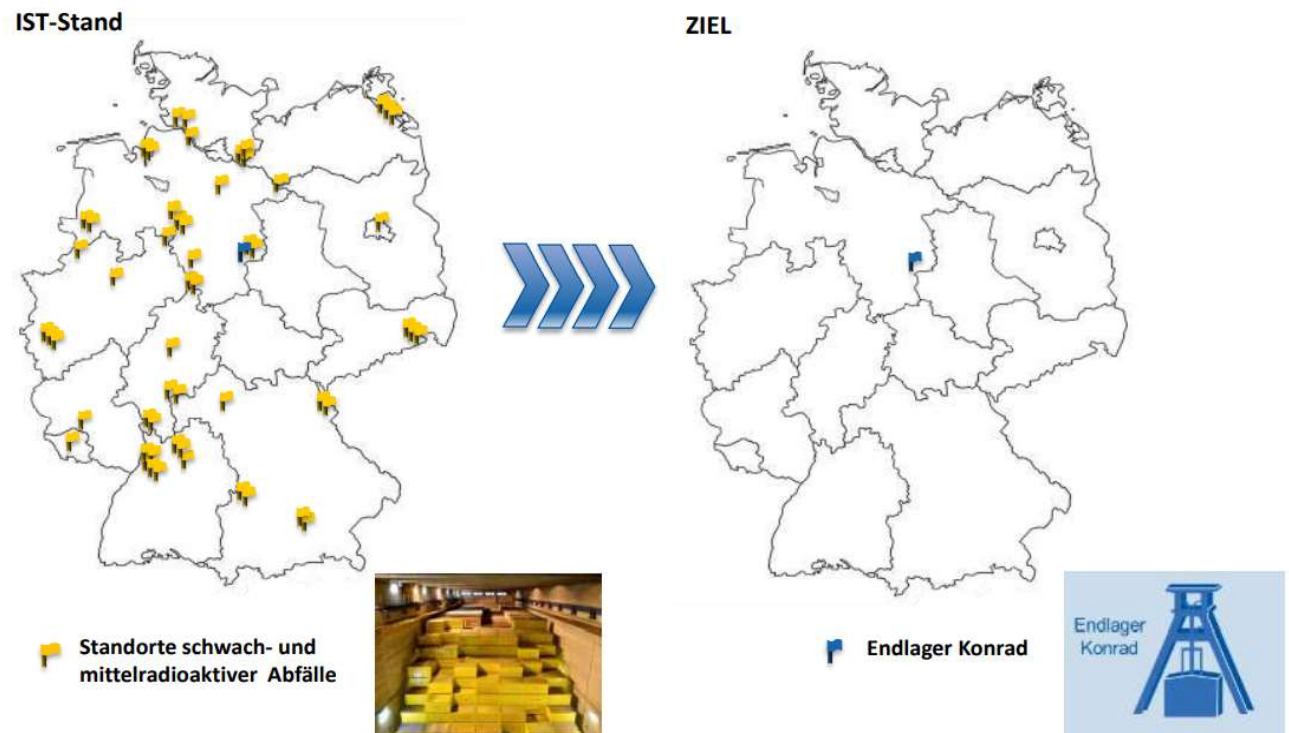 IST-Stand
ZIEL
Standorte schwach- und
mittelradioaktiver Abfälle
Endlager Konrad
Endlager
Konrad